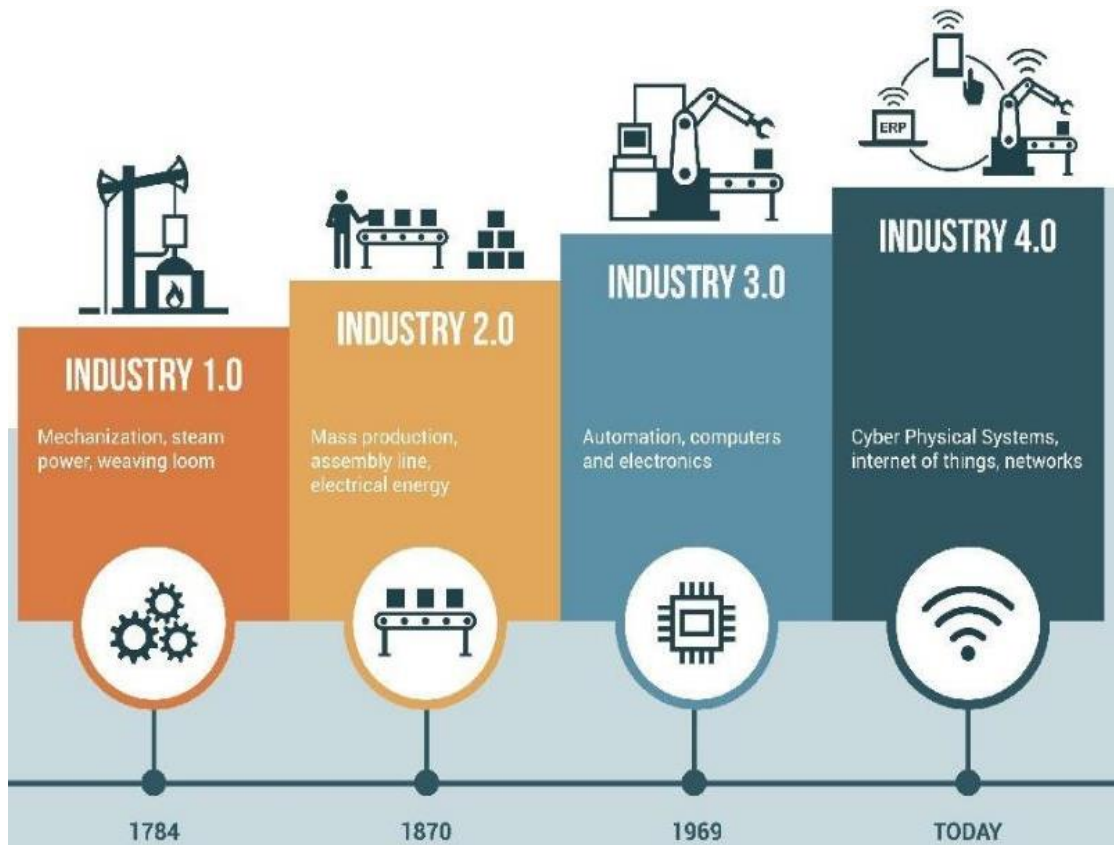 ERP
INDUSTRY 1.0
Mechanization, steam
power, weaving loom
INDUSTRY 2.0
Mass production,
assembly line,
electrical energy
INDUSTRY 3.0
Automation, computers
and electronics
INDUSTRY 4.0
Cyber Physical Systems,
internet of things, networks
1784
1870
1969
TODAY